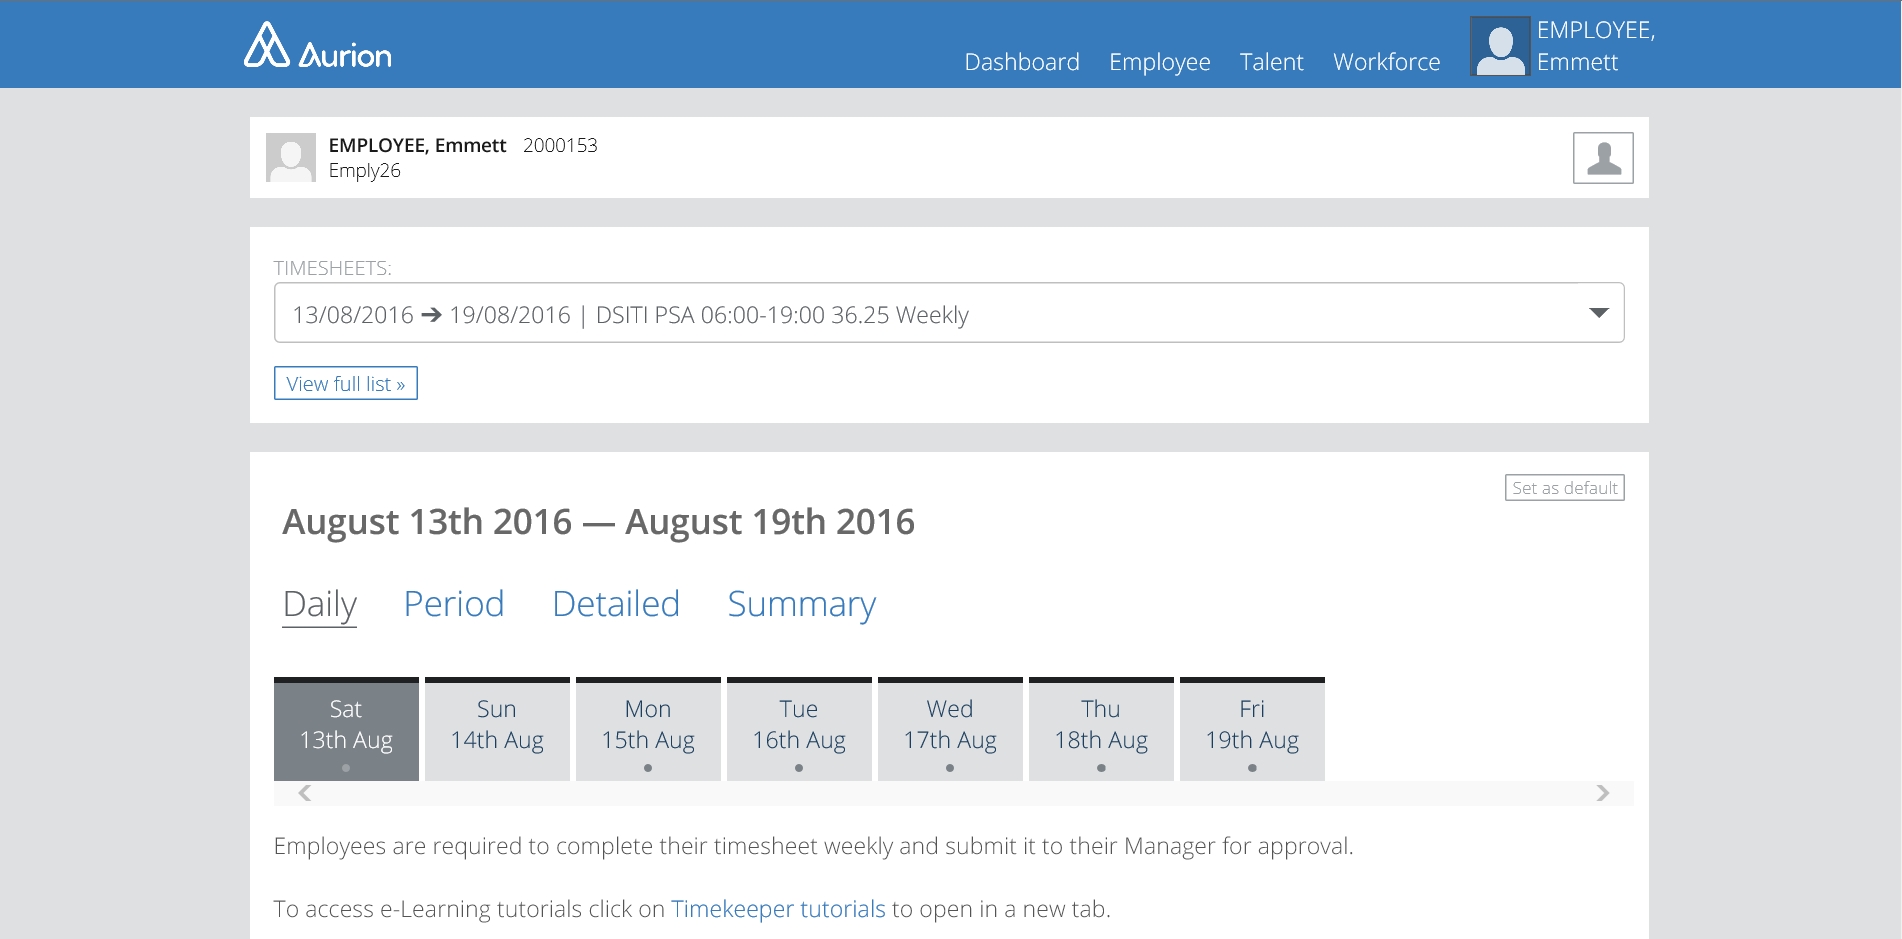 Aurion
Dashboard Employee Talent Workforce
EMPLOYEE,
Emmett
EMPLOYEE, Emmett 2000153
Emply26
TIMESHEETS:
13/08/2016 ➔ 19/08/2016 | DSITI PSA 06:00-19:00 36.25 Weekly
View full list »
Set as default
August 13th 2016 — August 19th 2016
Daily Period Detailed Summary
Sat Sun Mon Tue Wed Thu Fri
13th Aug 14th Aug 15th Aug 16th Aug 17th Aug 18th Aug 19th Aug
Employees are required to complete their timesheet weekly and submit it to their Manager for approval.
To access e-Learning tutorials click on Timekeeper tutorials to open in a new tab.